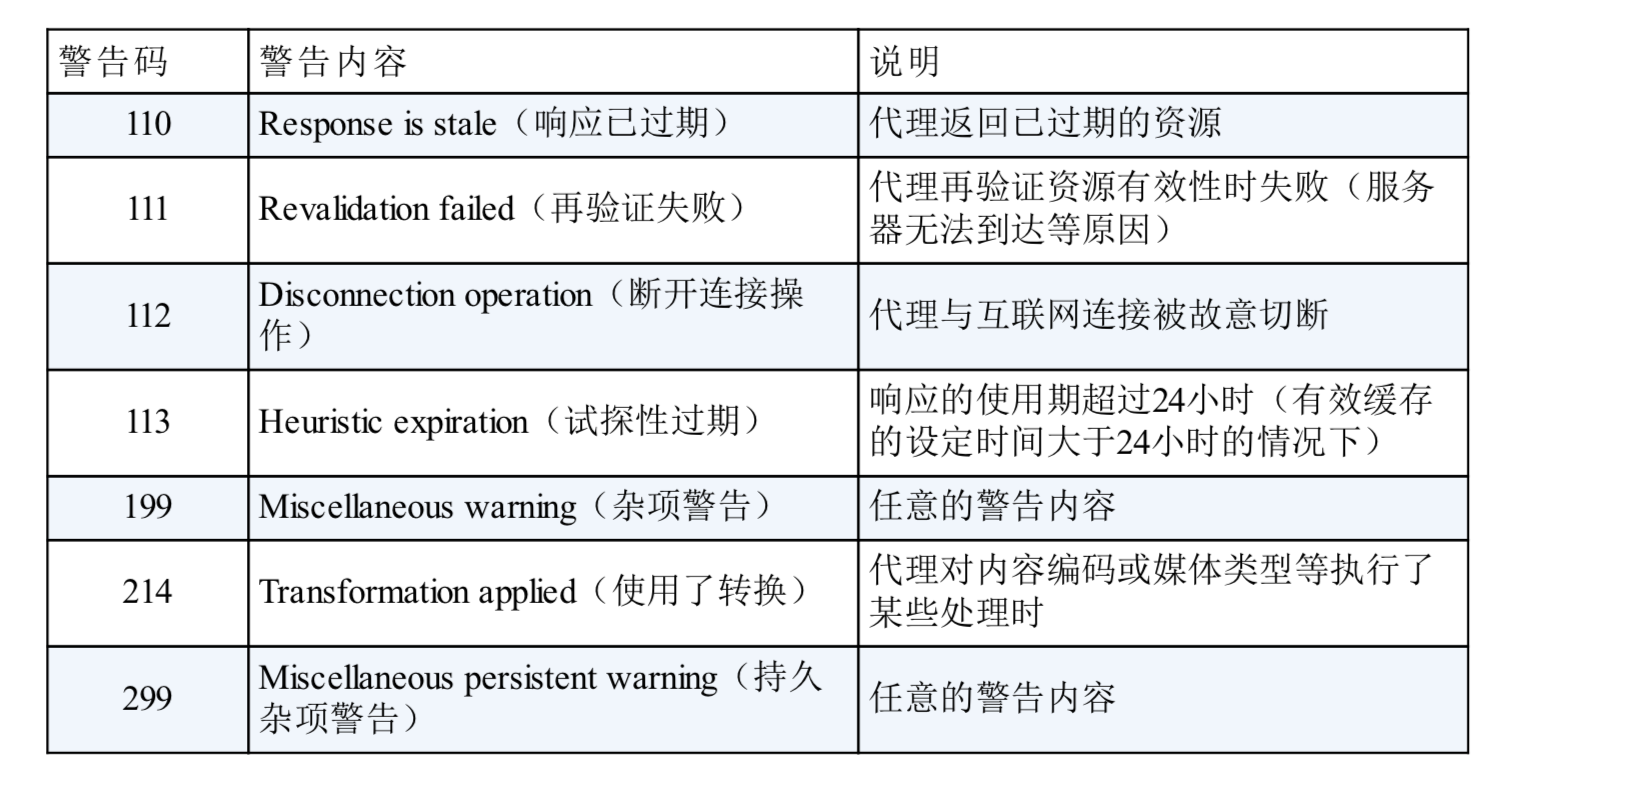 警告码
警告内容
说明
110
Response is stale（响应已过期）
代理返回已过期的资源
111
Revalidation failed（再验证失败）
代理再验证资源有效性时失败（服务
器无法到达等原因）
112
Disconnection operation（断开连接操
作）
代理与互联网连接被故意切断
113
Heuristic expiration（试探性过期）
响应的使用期超过24小时（有效缓存
的设定时间大于24小时的情况下）
199
Miscellaneous warning（杂项警告）
任意的警告内容
214
Transformation applied（使用了转换）
代理对内容编码或媒体类型等执行了
某些处理时
299
Miscellaneous persistent warning（持久
杂项警告）
任意的警告内容